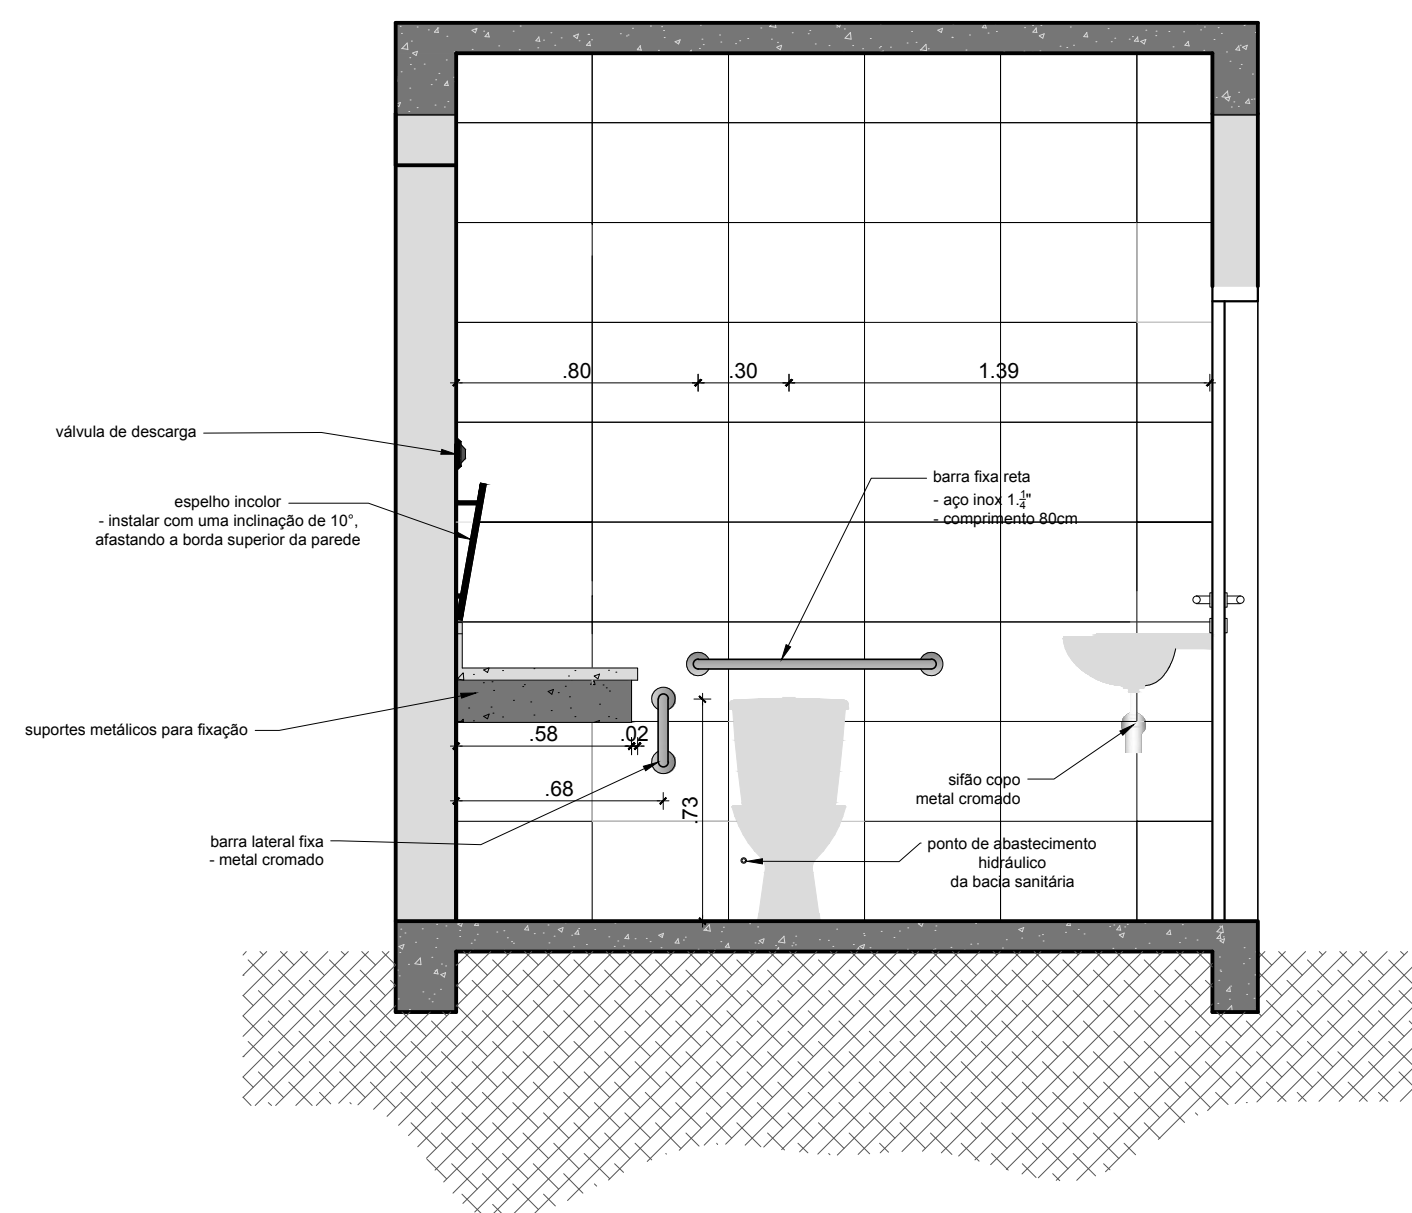 .80
.30
1.39
válvula de descarga
espelho incolor
- instalar com uma inclinação de 10°,
afastando a borda superior da parede
barra fixa reta
- aço inox 1.1/4"
- comprimento 80cm
suportes metálicos para fixação
.58
.02
.68
.73
sifão copo
metal cromado
barra lateral fixa
- metal cromado
ponto de abastecimento
hidráulico
da bacia sanitária